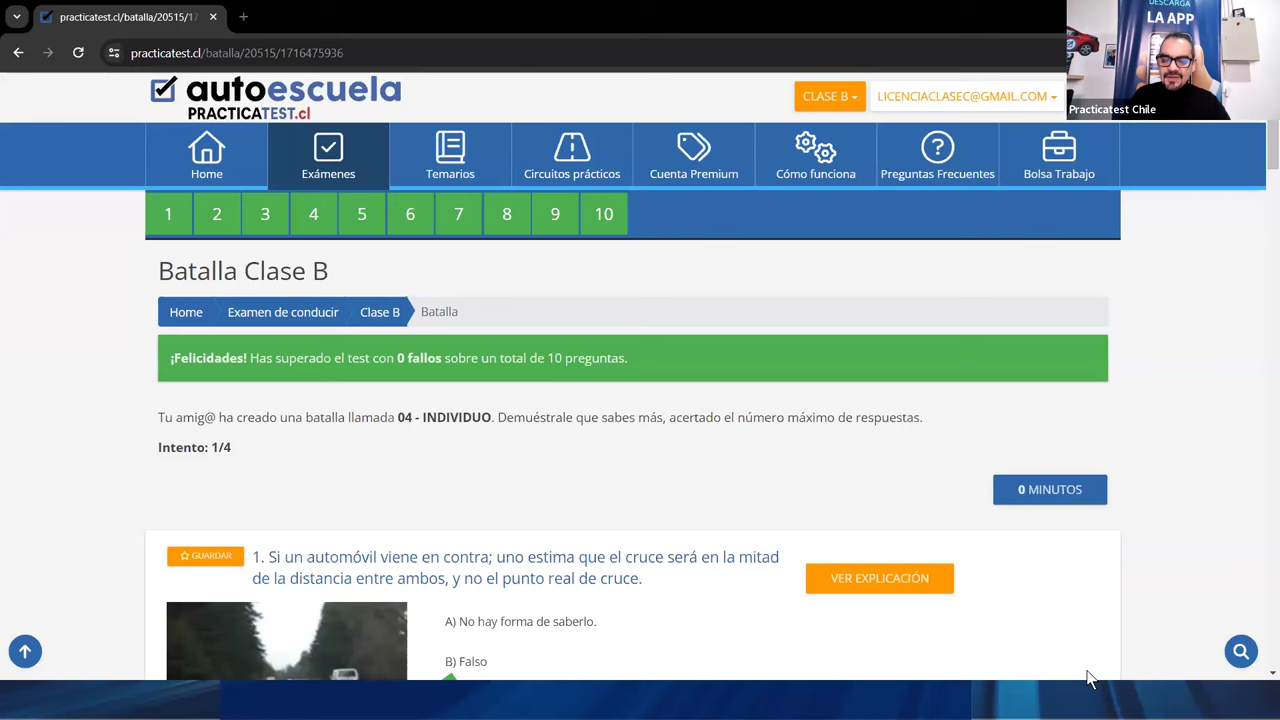 practicatest.cl/batalla/20515/17
practicatest.cl/batalla/20515/1716475936
DESCARGA
LA APP
Practicatest Chile
autoescuela
PRACTICATEST.cl
CLASE B
LICENCIACLASEC@GMAIL.COM
Home
Exámenes
Temarios
Circuitos prácticos
Cuenta Premium
Cómo funciona
Preguntas Frecuentes
Bolsa Trabajo
1 2 3 4 5 6 7 8 9 10
Batalla Clase B
Home Examen de conducir Clase B Batalla
¡Felicidades! Has superado el test con 0 fallos sobre un total de 10 preguntas.
Tu amig@ ha creado una batalla llamada 04 - INDIVIDUO. Demuéstrale que sabes más, acertado el número máximo de respuestas.
Intento: 1/4
0 MINUTOS
GUARDAR
1. Si un automóvil viene en contra; uno estima que el cruce será en la mitad
de la distancia entre ambos, y no el punto real de cruce.
VER EXPLICACIÓN
A) No hay forma de saberlo.
B) Falso